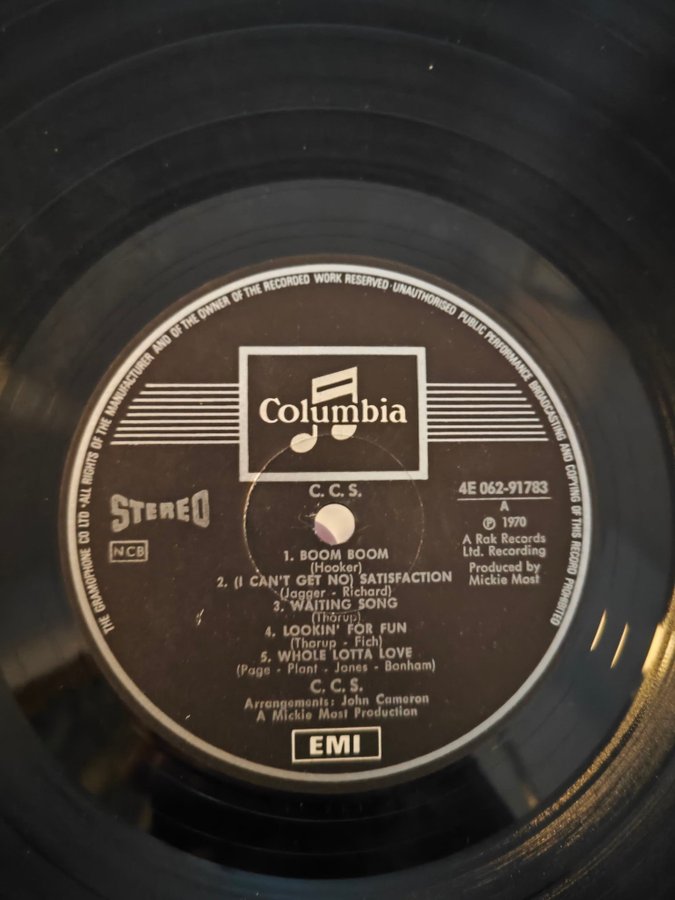 THE GRAMOPHONE CO LTD · ALL RIGHTS OF THE MANUFACTURER AND OF THE OWNER OF THE RECORDED WORK RESERVED · UNAUTHORISED PUBLIC PERFORMANCE BROADCASTING AND COPYING OF THIS RECORD PROHIBITED
Columbia
C. C. S.
STEREO
NCB
4E 062-91783
A
℗ 1970
A Rak Records
Ltd. Recording
Produced by
Mickie Most
1. BOOM BOOM
(Hooker)
2. (I CAN'T GET NO) SATISFACTION
(Jagger - Richard)
3. WAITING SONG
(Thorup)
4. LOOKIN' FOR FUN
(Thorup - Fich)
5. WHOLE LOTTA LOVE
(Page - Plant - Jones - Bonham)
C. C. S.
Arrangements: John Cameron
A Mickie Most Production
EMI